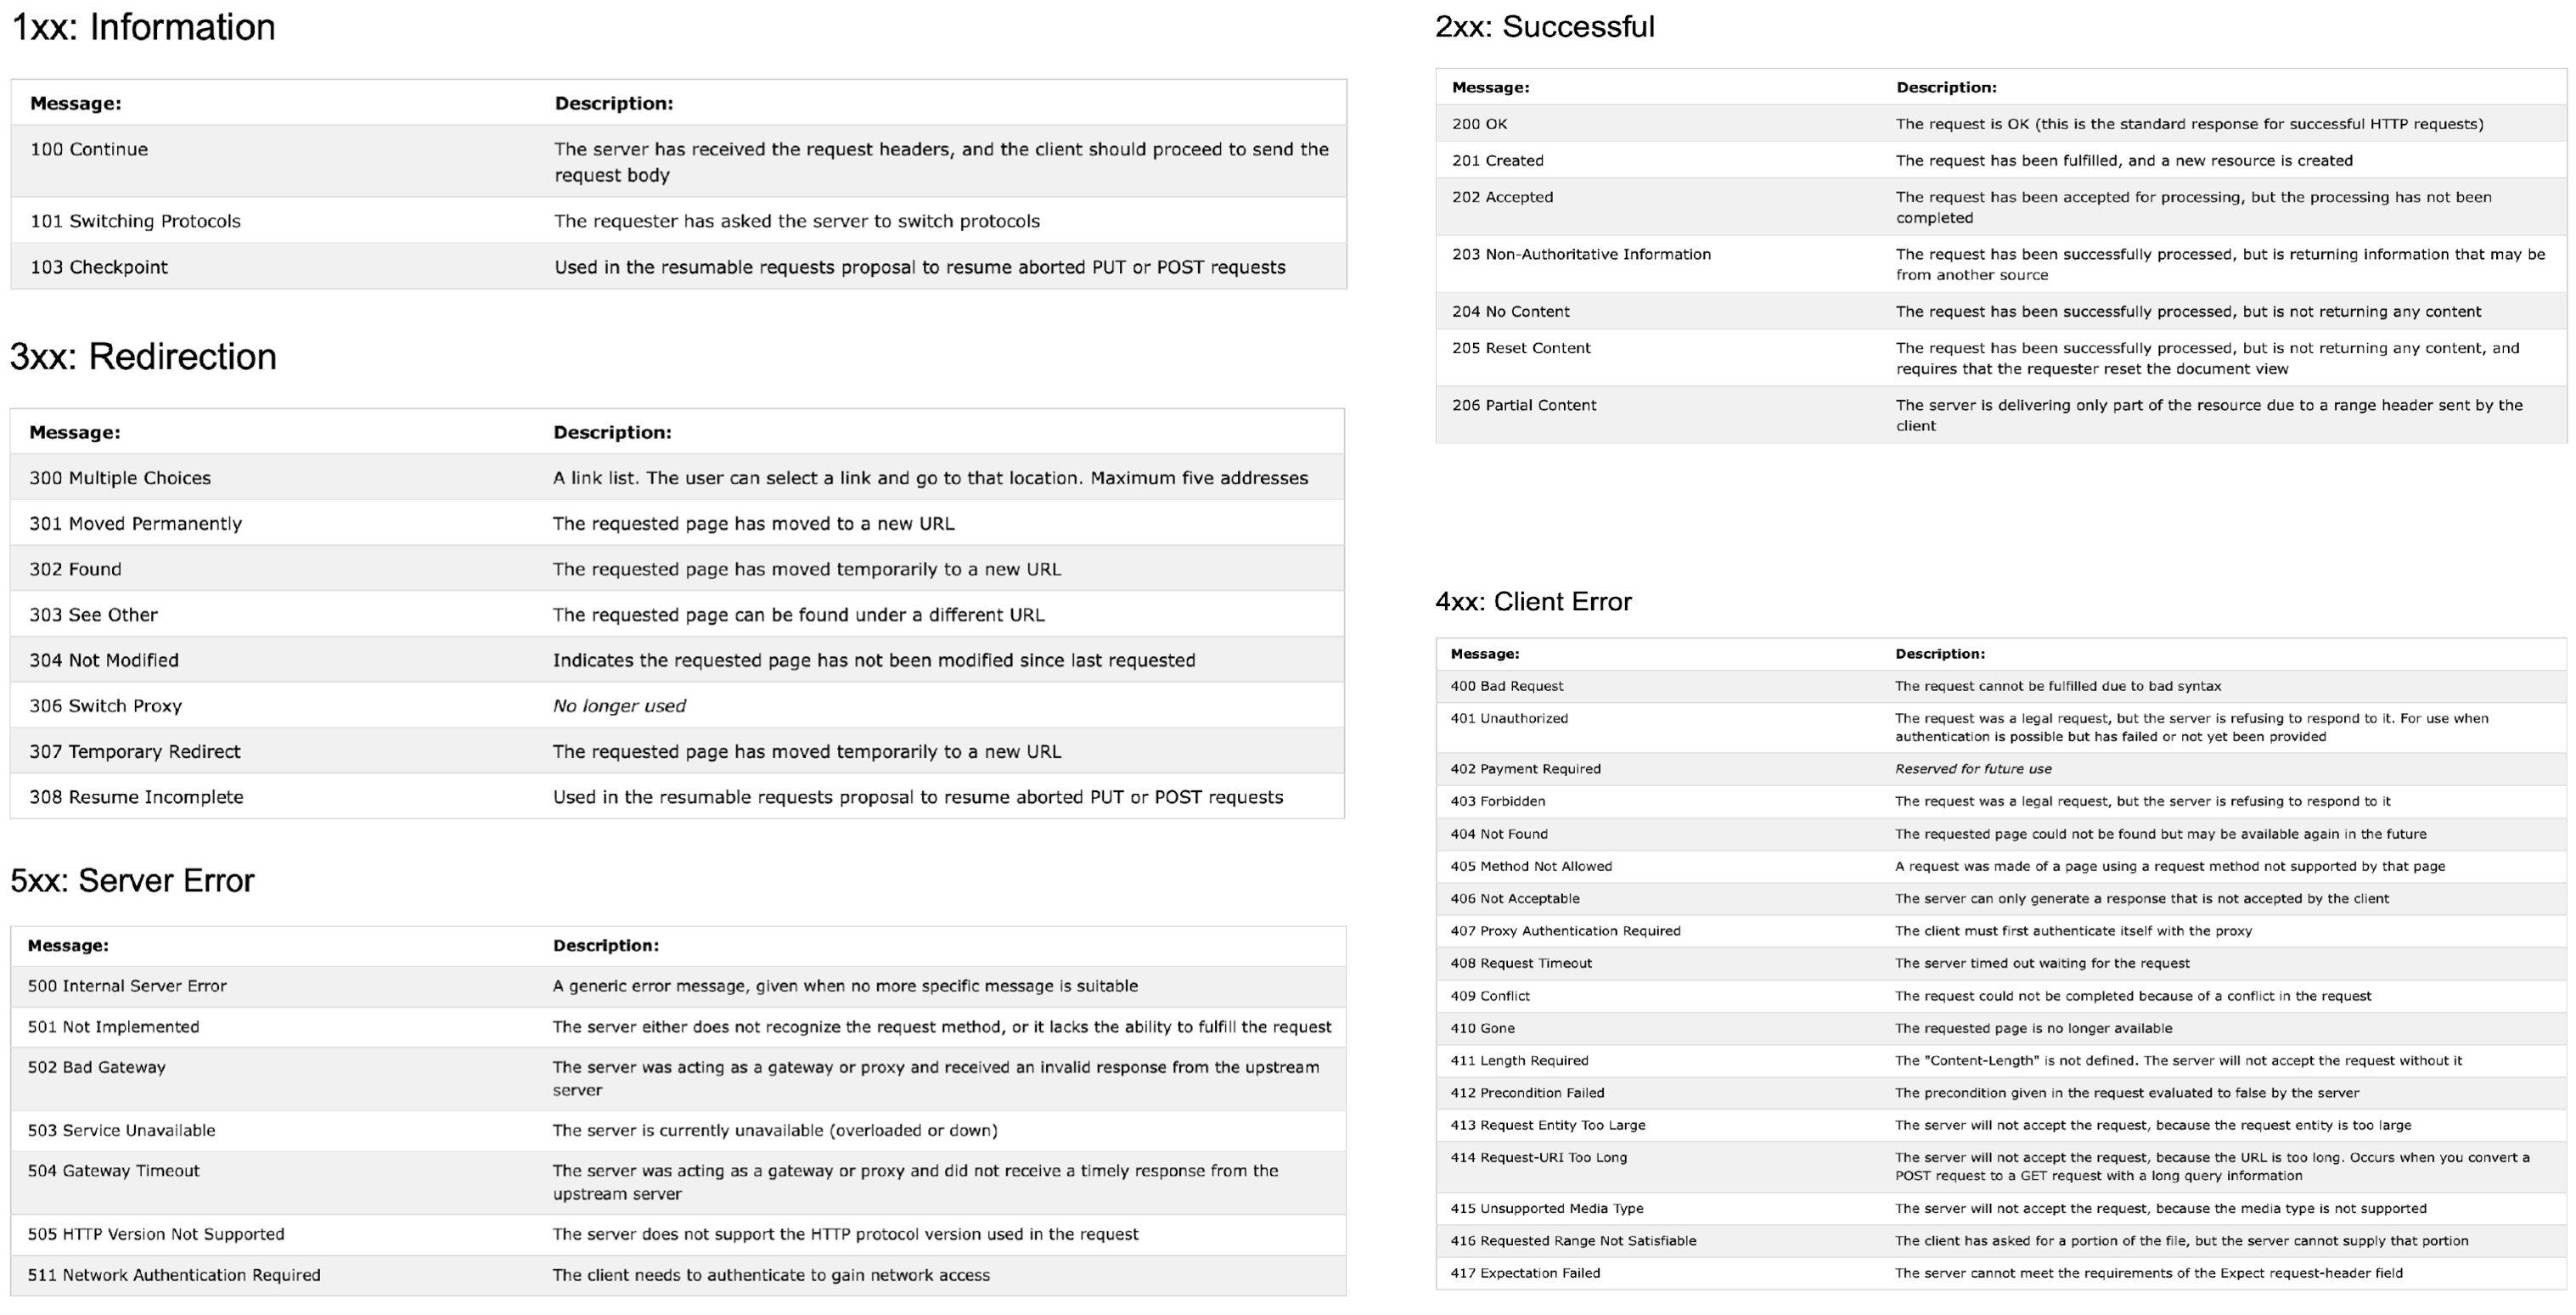 1xx: Information
Message: Description:
100 Continue The server has received the request headers, and the client should proceed to send the
request body
101 Switching Protocols The requester has asked the server to switch protocols
103 Checkpoint Used in the resumable requests proposal to resume aborted PUT or POST requests
3xx: Redirection
Message: Description:
300 Multiple Choices A link list. The user can select a link and go to that location. Maximum five addresses
301 Moved Permanently The requested page has moved to a new URL
302 Found The requested page has moved temporarily to a new URL
303 See Other The requested page can be found under a different URL
304 Not Modified Indicates the requested page has not been modified since last requested
306 Switch Proxy No longer used
307 Temporary Redirect The requested page has moved temporarily to a new URL
308 Resume Incomplete Used in the resumable requests proposal to resume aborted PUT or POST requests
5xx: Server Error
Message: Description:
500 Internal Server Error A generic error message, given when no more specific message is suitable
501 Not Implemented The server either does not recognize the request method, or it lacks the ability to fulfill the request
502 Bad Gateway The server was acting as a gateway or proxy and received an invalid response from the upstream
server
503 Service Unavailable The server is currently unavailable (overloaded or down)
504 Gateway Timeout The server was acting as a gateway or proxy and did not receive a timely response from the
upstream server
505 HTTP Version Not Supported The server does not support the HTTP protocol version used in the request
511 Network Authentication Required The client needs to authenticate to gain network access
2xx: Successful
Message: Description:
200 OK The request is OK (this is the standard response for successful HTTP requests)
201 Created The request has been fulfilled, and a new resource is created
202 Accepted The request has been accepted for processing, but the processing has not been
completed
203 Non-Authoritative Information The request has been successfully processed, but is returning information that may be
from another source
204 No Content The request has been successfully processed, but is not returning any content
205 Reset Content The request has been successfully processed, but is not returning any content, and
requires that the requester reset the document view
206 Partial Content The server is delivering only part of the resource due to a range header sent by the
client
4xx: Client Error
Message: Description:
400 Bad Request The request cannot be fulfilled due to bad syntax
401 Unauthorized The request was a legal request, but the server is refusing to respond to it. For use when
authentication is possible but has failed or not yet been provided
402 Payment Required Reserved for future use
403 Forbidden The request was a legal request, but the server is refusing to respond to it
404 Not Found The requested page could not be found but may be available again in the future
405 Method Not Allowed A request was made of a page using a request method not supported by that page
406 Not Acceptable The server can only generate a response that is not accepted by the client
407 Proxy Authentication Required The client must first authenticate itself with the proxy
408 Request Timeout The server timed out waiting for the request
409 Conflict The request could not be completed because of a conflict in the request
410 Gone The requested page is no longer available
411 Length Required The "Content-Length" is not defined. The server will not accept the request without it
412 Precondition Failed The precondition given in the request evaluated to false by the server
413 Request Entity Too Large The server will not accept the request, because the request entity is too large
414 Request-URI Too Long The server will not accept the request, because the URL is too long. Occurs when you convert a
POST request to a GET request with a long query information
415 Unsupported Media Type The server will not accept the request, because the media type is not supported
416 Requested Range Not Satisfiable The client has asked for a portion of the file, but the server cannot supply that portion
417 Expectation Failed The server cannot meet the requirements of the Expect request-header field